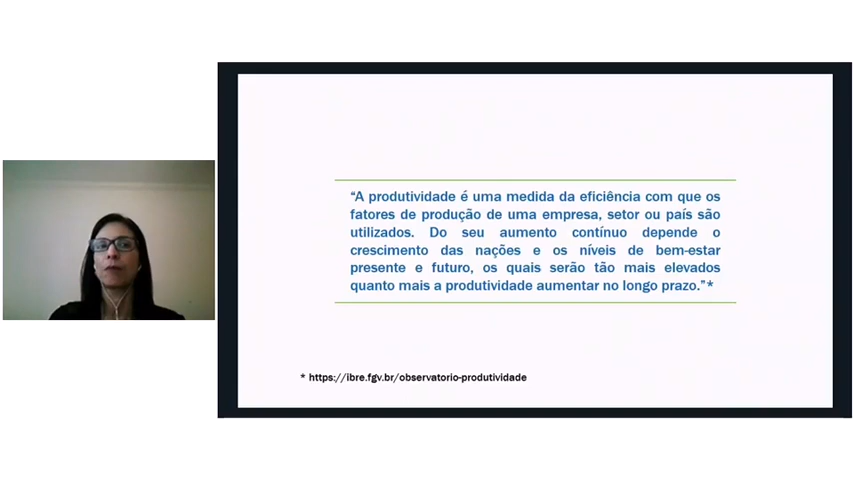 “A produtividade é uma medida da eficiência com que os
fatores de produção de uma empresa, setor ou país são
utilizados. Do seu aumento contínuo depende o
crescimento das nações e os níveis de bem-estar
presente e futuro, os quais serão tão mais elevados
quanto mais a produtividade aumentar no longo prazo.”*
* https://ibre.fgv.br/observatorio-produtividade